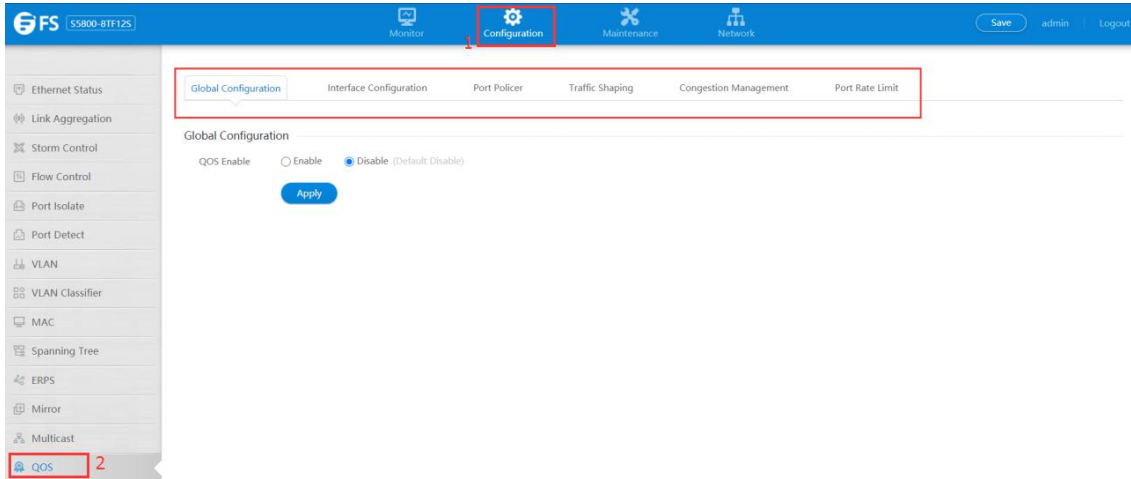 FS S5800-8TF12S
Monitor
1
Configuration
Maintenance
Network
Save admin Logout
Ethernet Status
Link Aggregation
Storm Control
Flow Control
Port Isolate
Port Detect
VLAN
VLAN Classifier
MAC
Spanning Tree
ERPS
Mirror
Multicast
QOS 2
Global Configuration Interface Configuration Port Policer Traffic Shaping Congestion Management Port Rate Limit
Global Configuration
QOS Enable Enable Disable (Default Disable)
Apply